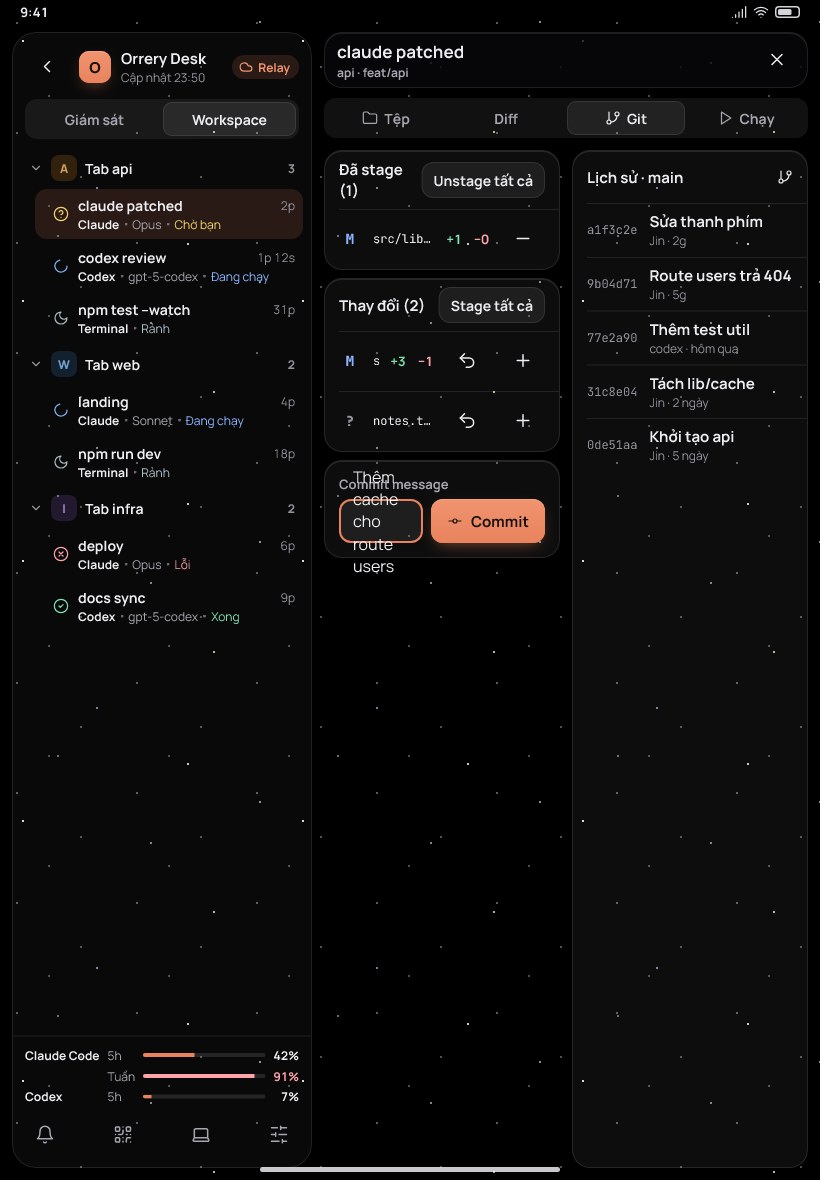 9:41
O
Orrery Desk
Cập nhật 23:50
Relay
Giám sát
Workspace
A
Tab api
3
claude patched
2p
Claude • Opus • Chờ bạn
codex review
1p 12s
Codex • gpt-5-codex • Đang chạy
npm test –watch
31p
Terminal • Rảnh
W
Tab web
2
landing
4p
Claude • Sonnet • Đang chạy
npm run dev
18p
Terminal • Rảnh
I
Tab infra
2
deploy
6p
Claude • Opus • Lỗi
docs sync
9p
Codex • gpt-5-codex • Xong
Claude Code 5h 42%
Tuần 91%
Codex 5h 7%
claude patched
api · feat/api
Tệp
Diff
Git
Chạy
Đã stage
(1)
Unstage tất cả
M src/lib… +1 −0
Thay đổi (2)
Stage tất cả
M s +3 −1
? notes.t…
Commit message
Thêm
cache
cho
route
users
Commit
Lịch sử · main
a1f3c2e
Sửa thanh phím
Jin · 2g
9b04d71
Route users trả 404
Jin · 5g
77e2a90
Thêm test util
codex · hôm qua
31c8e04
Tách lib/cache
Jin · 2 ngày
0de51aa
Khởi tạo api
Jin · 5 ngày